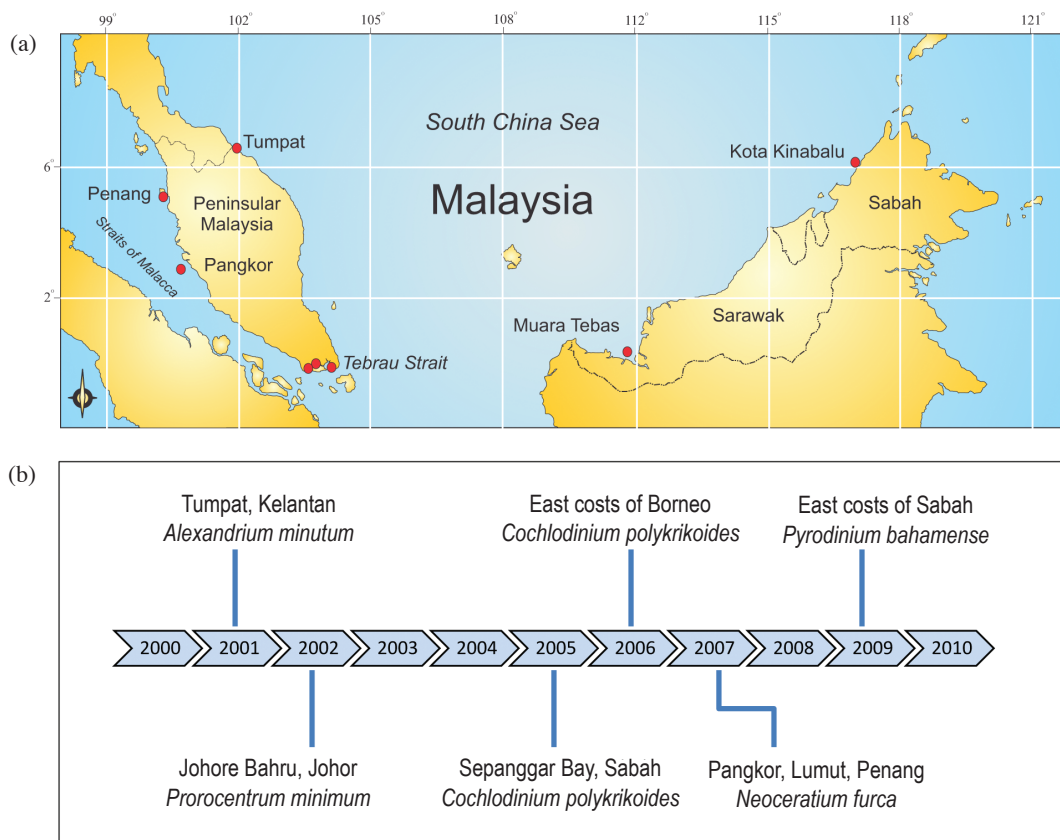 (a)
99° 102° 105° 108° 112° 115° 118° 121°
South China Sea
Tumpat
Kota Kinabalu
6°
Penang
Malaysia
Sabah
Peninsular
Malaysia
Straits of Malacca
Pangkor
2°
Sarawak
Muara Tebas
Tebrau Strait
(b)
Tumpat, Kelantan
Alexandrium minutum
East costs of Borneo
Cochlodinium polykrikoides
East costs of Sabah
Pyrodinium bahamense
2000 2001 2002 2003 2004 2005 2006 2007 2008 2009 2010
Johore Bahru, Johor
Prorocentrum minimum
Sepanggar Bay, Sabah
Cochlodinium polykrikoides
Pangkor, Lumut, Penang
Neoceratium furca